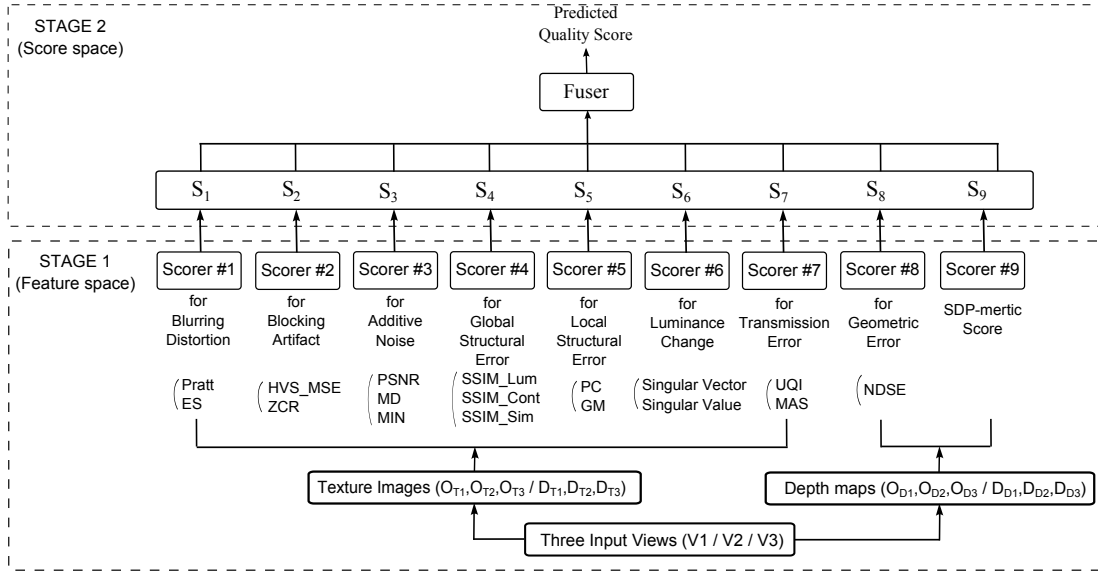 Predicted
Quality Score
STAGE 2
(Score space)
Fuser
S1 S2 S3 S4 S5 S6 S7 S8 S9
STAGE 1
(Feature space)
Scorer #1 Scorer #2 Scorer #3 Scorer #4 Scorer #5 Scorer #6 Scorer #7 Scorer #8 Scorer #9
for
Blurring
Distortion
for
Blocking
Artifact
for
Additive
Noise
for
Global
Structural
Error
for
Local
Structural
Error
for
Luminance
Change
for
Transmission
Error
for
Geometric
Error
SDP-mertic
Score
Pratt
ES
HVS_MSE
ZCR
PSNR
MD
MIN
SSIM_Lum
SSIM_Cont
SSIM_Sim
PC
GM
Singular Vector
Singular Value
UQI
MAS
NDSE
Texture Images (OT1,OT2,OT3 / DT1,DT2,DT3)
Depth maps (OD1,OD2,OD3 / DD1,DD2,DD3)
Three Input Views (V1 / V2 / V3)